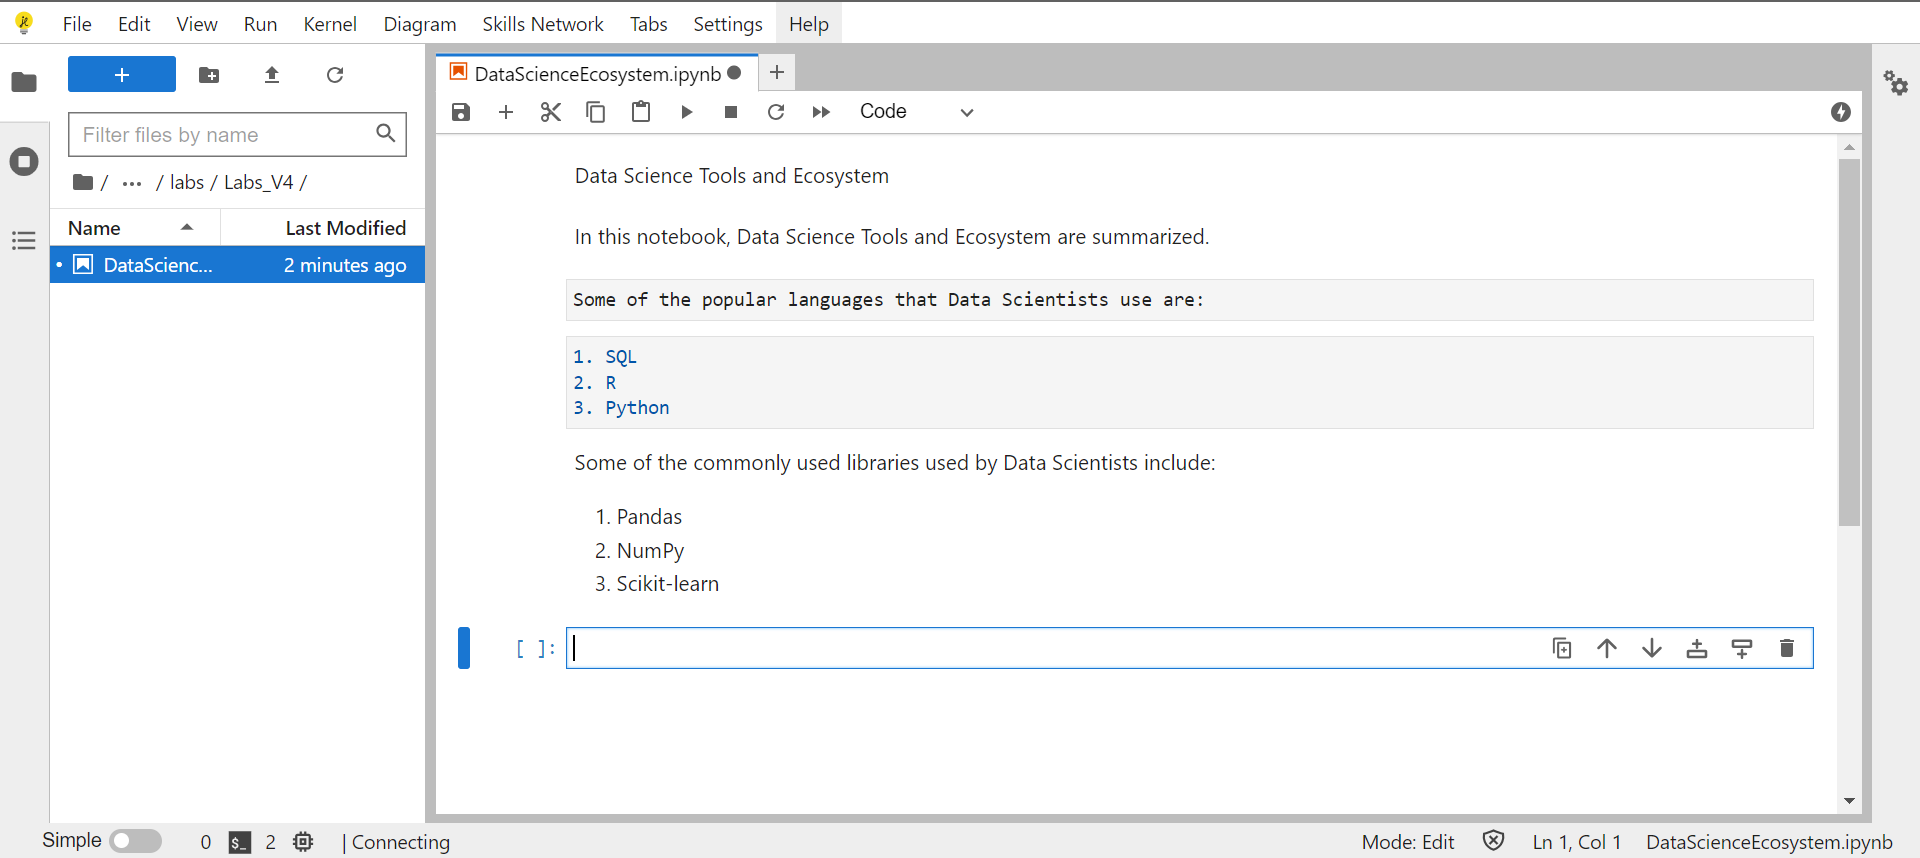 File Edit View Run Kernel Diagram Skills Network Tabs Settings Help
+
Filter files by name
/ ... / labs / Labs_V4 /
Name Last Modified
DataScienc... 2 minutes ago
DataScienceEcosystem.ipynb
Code
Data Science Tools and Ecosystem
In this notebook, Data Science Tools and Ecosystem are summarized.
Some of the popular languages that Data Scientists use are:
1. SQL
2. R
3. Python
Some of the commonly used libraries used by Data Scientists include:
1. Pandas
2. NumPy
3. Scikit-learn
[ ]:
Simple 0 $_ 2 | Connecting Mode: Edit Ln 1, Col 1 DataScienceEcosystem.ipynb